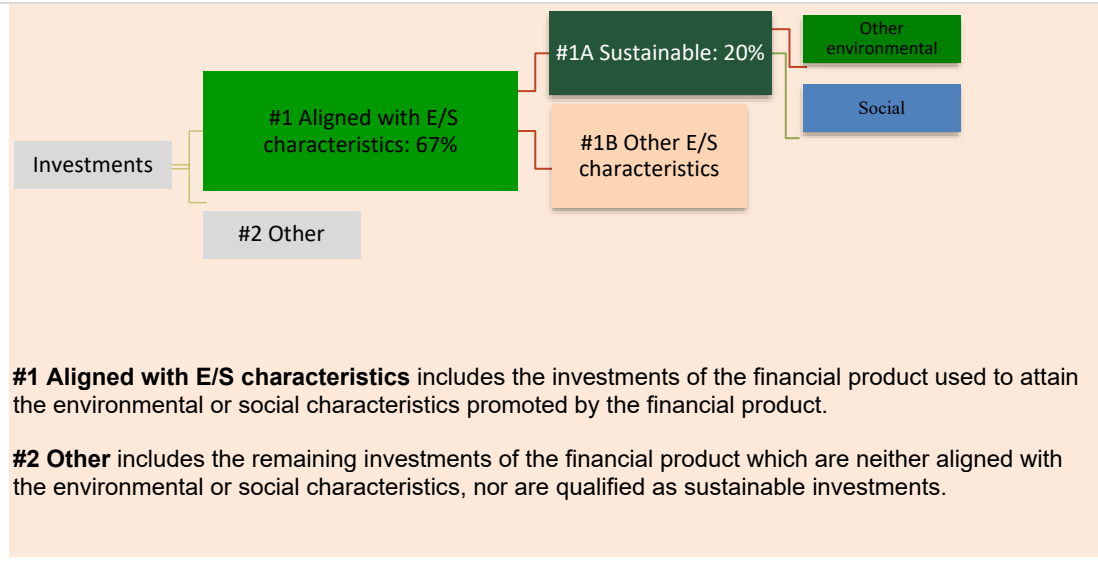 Investments
#1 Aligned with E/S
characteristics: 67%
#2 Other
#1A Sustainable: 20%
#1B Other E/S
characteristics
Other
environmental
Social
#1 Aligned with E/S characteristics includes the investments of the financial product used to attain
the environmental or social characteristics promoted by the financial product.
#2 Other includes the remaining investments of the financial product which are neither aligned with
the environmental or social characteristics, nor are qualified as sustainable investments.